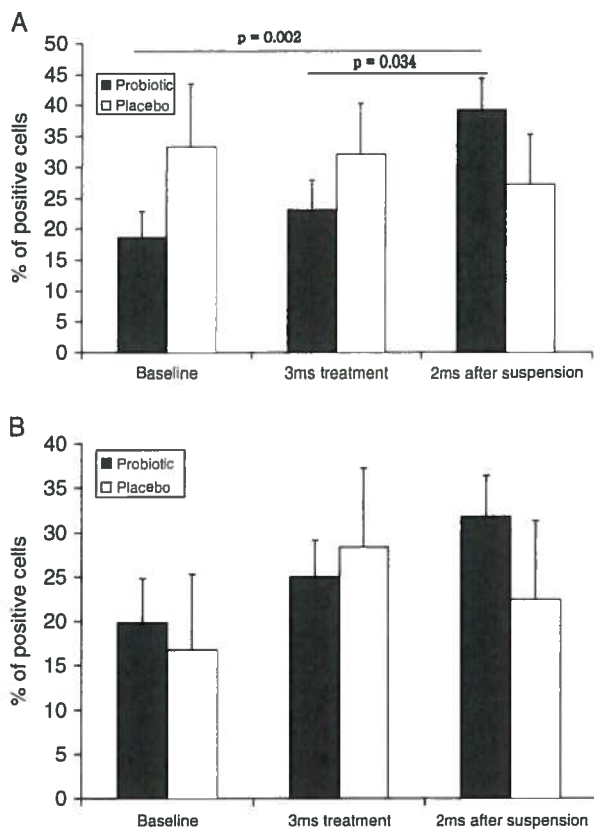 A
p = 0.002
p = 0.034
Probiotic
Placebo
% of positive cells
50
45
40
35
30
25
20
15
10
5
0
Baseline
3ms treatment
2ms after suspension
B
Probiotic
Placebo
% of positive cells
40
35
30
25
20
15
10
5
0
Baseline
3ms treatment
2ms after suspension